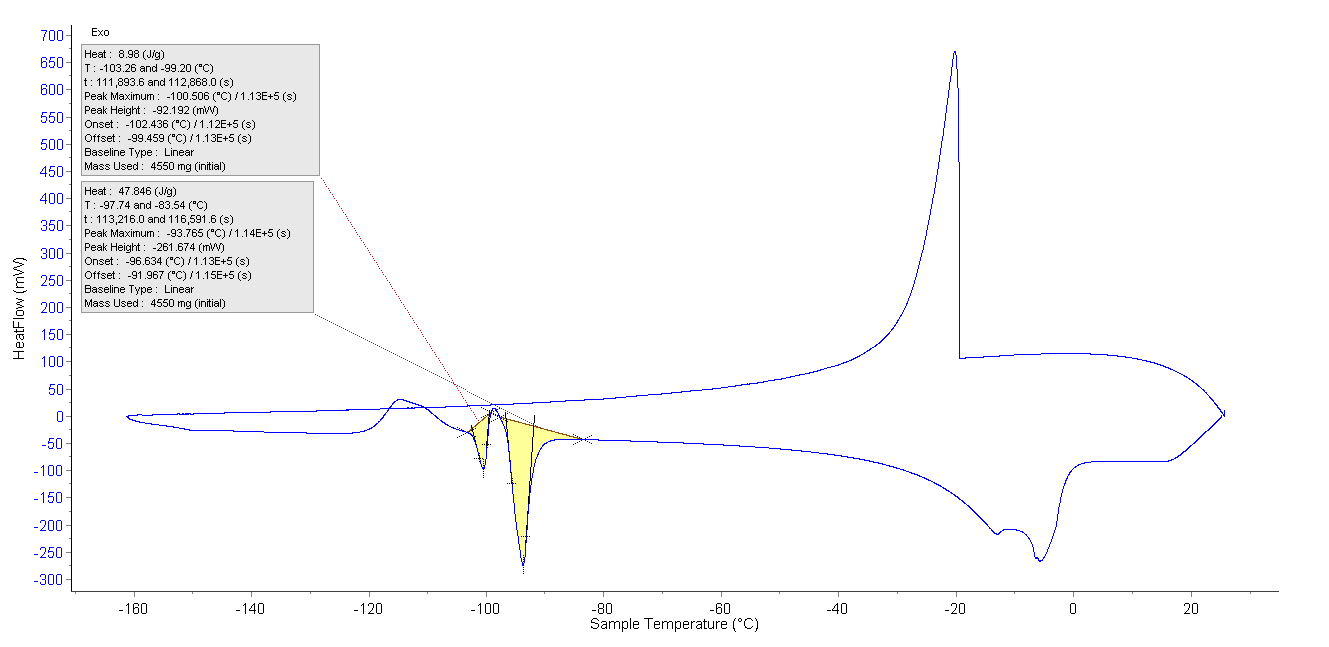 Exo
Heat : 8.98 (J/g)
T : -103.26 and -99.20 (°C)
t : 111,893.6 and 112,868.0 (s)
Peak Maximum : -100.506 (°C) / 1.13E+5 (s)
Peak Height : -92.192 (mW)
Onset : -102.436 (°C) / 1.12E+5 (s)
Offset : -99.459 (°C) / 1.13E+5 (s)
Baseline Type : Linear
Mass Used : 4550 mg (initial)
Heat : 47.846 (J/g)
T : -97.74 and -83.54 (°C)
t : 113,216.0 and 116,591.6 (s)
Peak Maximum : -93.765 (°C) / 1.14E+5 (s)
Peak Height : -261.674 (mW)
Onset : -96.634 (°C) / 1.13E+5 (s)
Offset : -91.967 (°C) / 1.15E+5 (s)
Baseline Type : Linear
Mass Used : 4550 mg (initial)
HeatFlow (mW)
700
650
600
550
500
450
400
350
300
250
200
150
100
50
0
-50
-100
-150
-200
-250
-300
-160 -140 -120 -100 -80 -60 -40 -20 0 20
Sample Temperature (°C)